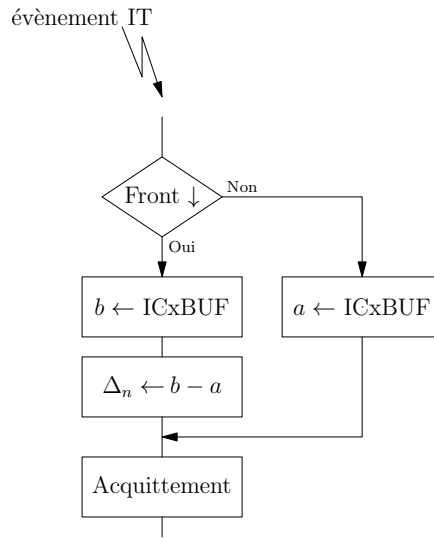 évènement IT
Front ↓
Non
Oui
b ← ICxBUF
a ← ICxBUF
Δn ← b − a
Acquittement